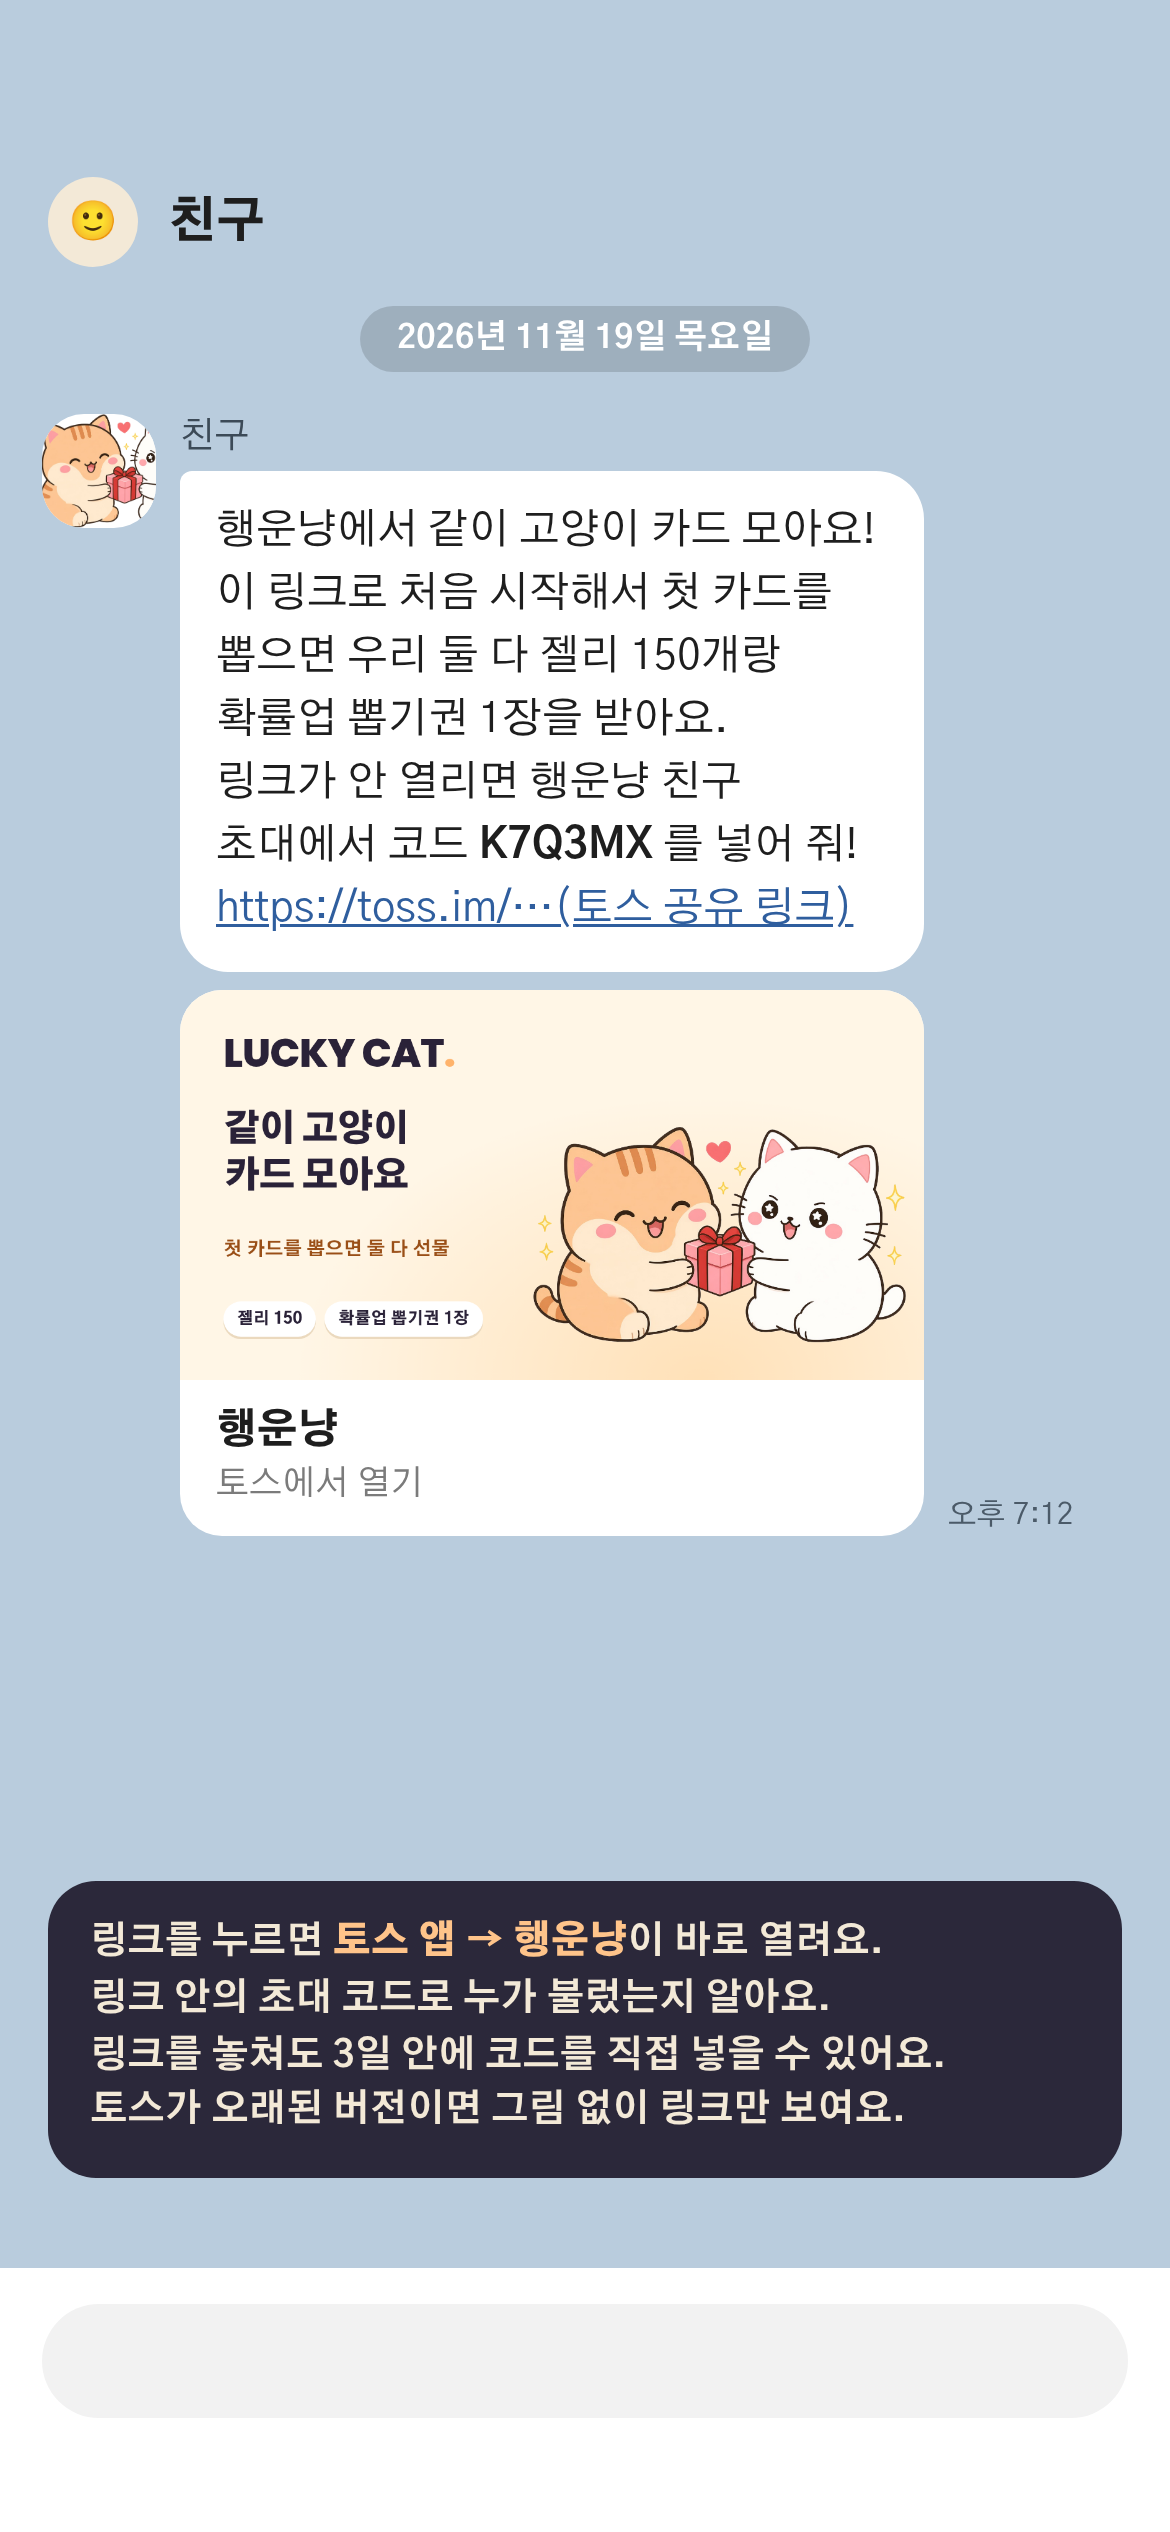 친구
2026년 11월 19일 목요일
친구
행운냥에서 같이 고양이 카드 모아요!
이 링크로 처음 시작해서 첫 카드를
뽑으면 우리 둘 다 젤리 150개랑
확률업 뽑기권 1장을 받아요.
링크가 안 열리면 행운냥 친구
초대에서 코드 K7Q3MX 를 넣어 줘!
https://toss.im/…(토스 공유 링크)
LUCKY CAT.
같이 고양이
카드 모아요
첫 카드를 뽑으면 둘 다 선물
젤리 150 확률업 뽑기권 1장
행운냥
토스에서 열기
오후 7:12
링크를 누르면 토스 앱 → 행운냥이 바로 열려요.
링크 안의 초대 코드로 누가 불렀는지 알아요.
링크를 놓쳐도 3일 안에 코드를 직접 넣을 수 있어요.
토스가 오래된 버전이면 그림 없이 링크만 보여요.